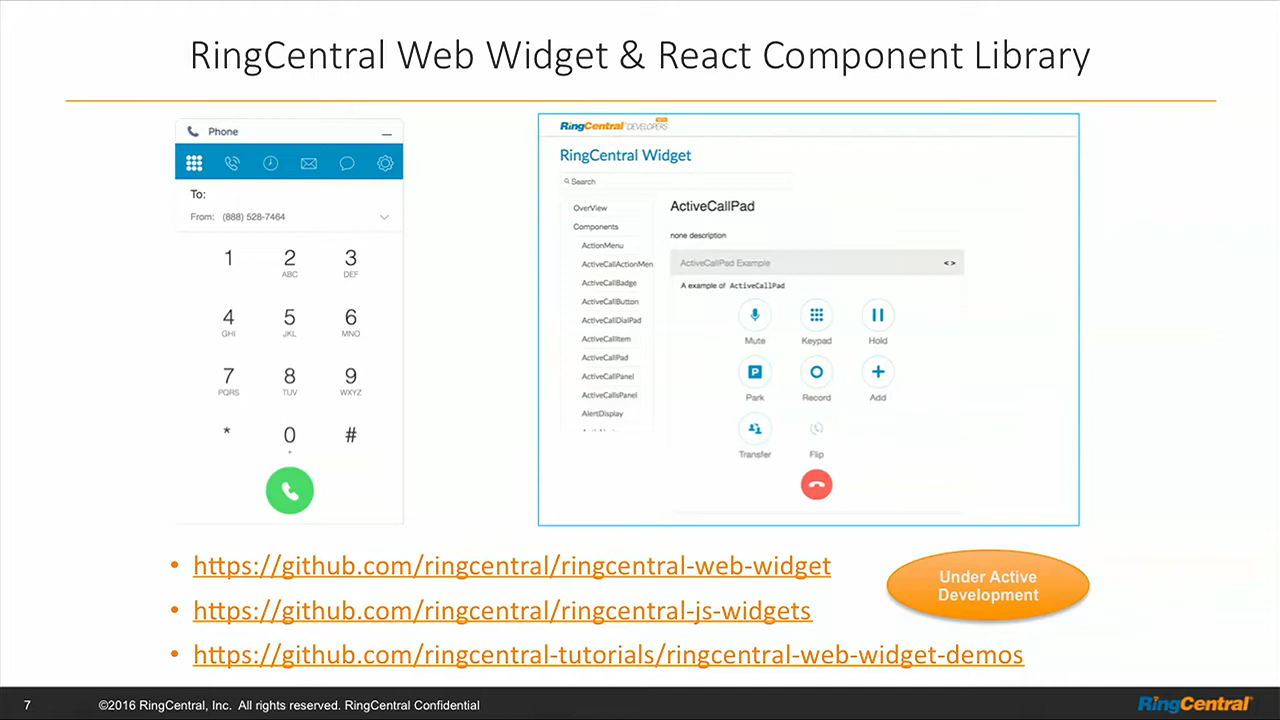 RingCentral Web Widget & React Component Library
Phone
To:
From: (888) 528-7464
1 2 3
ABC DEF
4 5 6
GHI JKL MNO
7 8 9
PQRS TUV WXYZ
* 0 #
+
RingCentral DEVELOPERS BETA
RingCentral Widget
Search
OverView
Components
ActionMenu
ActiveCallActionMen
ActiveCallBadge
ActiveCallButton
ActiveCallDialPad
ActiveCallItem
ActiveCallPad
ActiveCallPanel
ActiveCallsPanel
AlertDisplay
ActiveCallPad
none description
ActiveCallPad Example < >
A example of ActiveCallPad
Mute Keypad Hold
P
Park Record Add
Transfer Flip
• https://github.com/ringcentral/ringcentral-web-widget
• https://github.com/ringcentral/ringcentral-js-widgets
• https://github.com/ringcentral-tutorials/ringcentral-web-widget-demos
Under Active
Development
7 ©2016 RingCentral, Inc. All rights reserved. RingCentral Confidential
RingCentral®